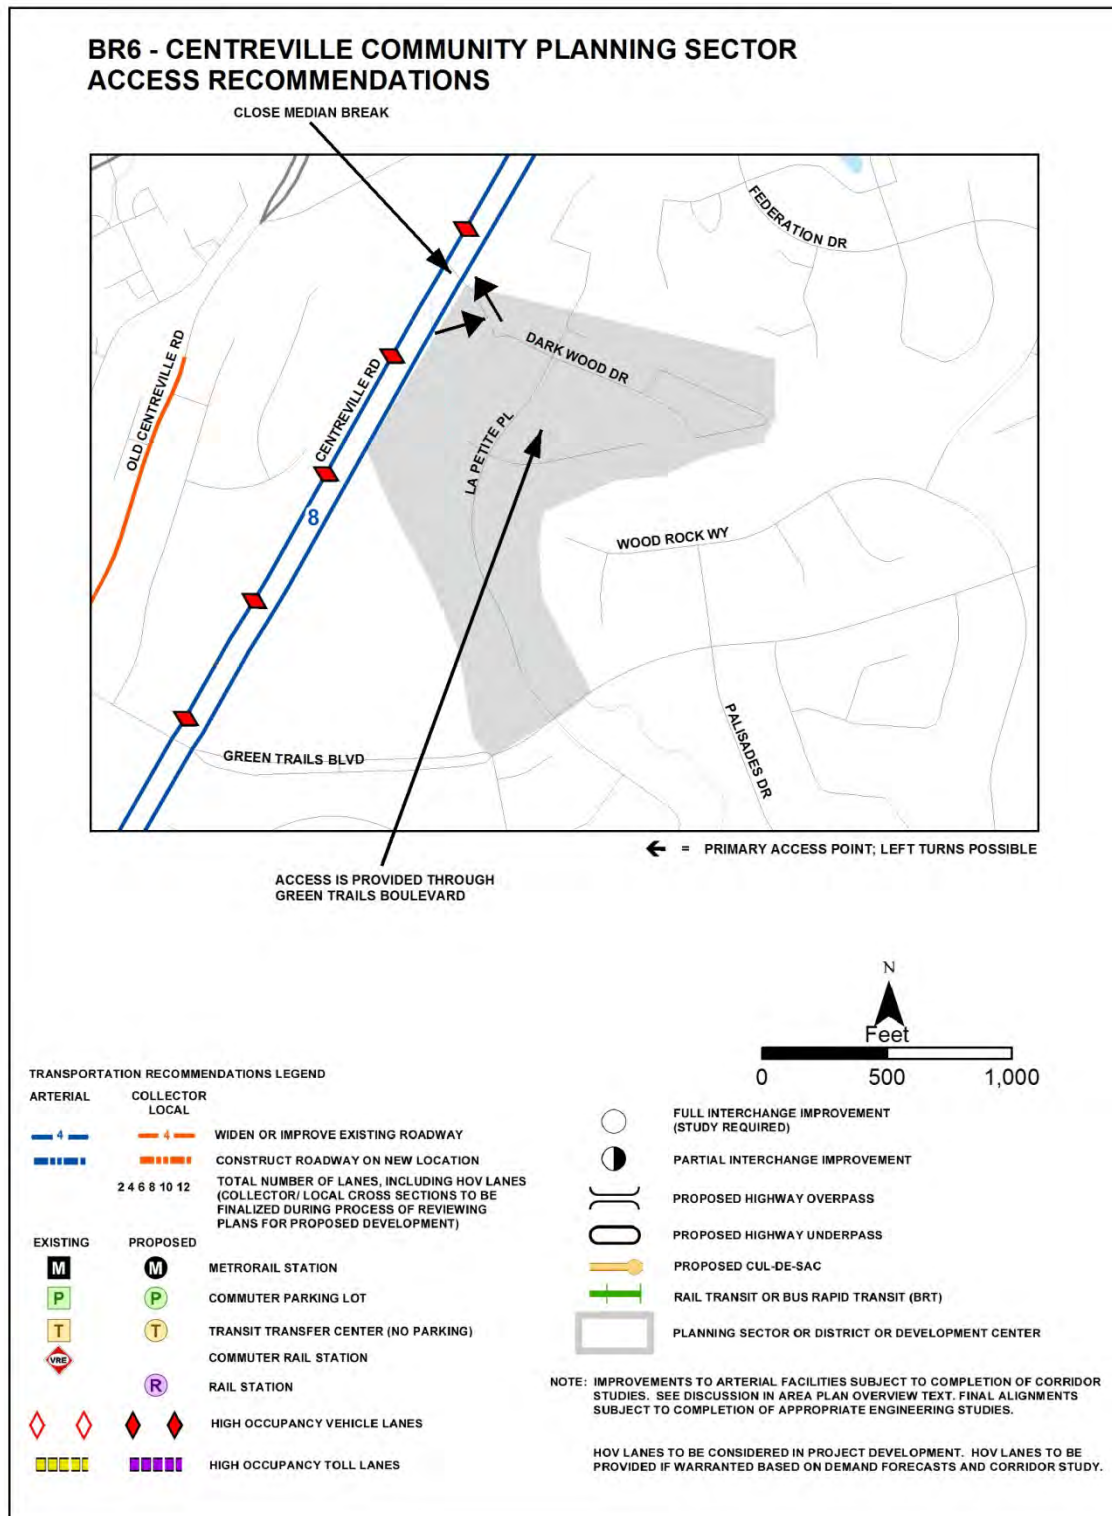 BR6 - CENTREVILLE COMMUNITY PLANNING SECTOR
ACCESS RECOMMENDATIONS
CLOSE MEDIAN BREAK
FEDERATION DR
OLD CENTREVILLE RD
CENTREVILLE RD
DARK WOOD DR
LA PETITE PL
8
WOOD ROCK WY
PALISADES DR
GREEN TRAILS BLVD
= PRIMARY ACCESS POINT; LEFT TURNS POSSIBLE
ACCESS IS PROVIDED THROUGH
GREEN TRAILS BOULEVARD
N
Feet
0 500 1,000
TRANSPORTATION RECOMMENDATIONS LEGEND
ARTERIAL COLLECTOR
LOCAL
4 4 WIDEN OR IMPROVE EXISTING ROADWAY
CONSTRUCT ROADWAY ON NEW LOCATION
2 4 6 8 10 12 TOTAL NUMBER OF LANES, INCLUDING HOV LANES
(COLLECTOR/ LOCAL CROSS SECTIONS TO BE
FINALIZED DURING PROCESS OF REVIEWING
PLANS FOR PROPOSED DEVELOPMENT)
EXISTING PROPOSED
M M METRORAIL STATION
P P COMMUTER PARKING LOT
T T TRANSIT TRANSFER CENTER (NO PARKING)
VRE COMMUTER RAIL STATION
R RAIL STATION
HIGH OCCUPANCY VEHICLE LANES
HIGH OCCUPANCY TOLL LANES
FULL INTERCHANGE IMPROVEMENT
(STUDY REQUIRED)
PARTIAL INTERCHANGE IMPROVEMENT
PROPOSED HIGHWAY OVERPASS
PROPOSED HIGHWAY UNDERPASS
PROPOSED CUL-DE-SAC
RAIL TRANSIT OR BUS RAPID TRANSIT (BRT)
PLANNING SECTOR OR DISTRICT OR DEVELOPMENT CENTER
NOTE: IMPROVEMENTS TO ARTERIAL FACILITIES SUBJECT TO COMPLETION OF CORRIDOR
STUDIES. SEE DISCUSSION IN AREA PLAN OVERVIEW TEXT. FINAL ALIGNMENTS
SUBJECT TO COMPLETION OF APPROPRIATE ENGINEERING STUDIES.
HOV LANES TO BE CONSIDERED IN PROJECT DEVELOPMENT. HOV LANES TO BE
PROVIDED IF WARRANTED BASED ON DEMAND FORECASTS AND CORRIDOR STUDY.